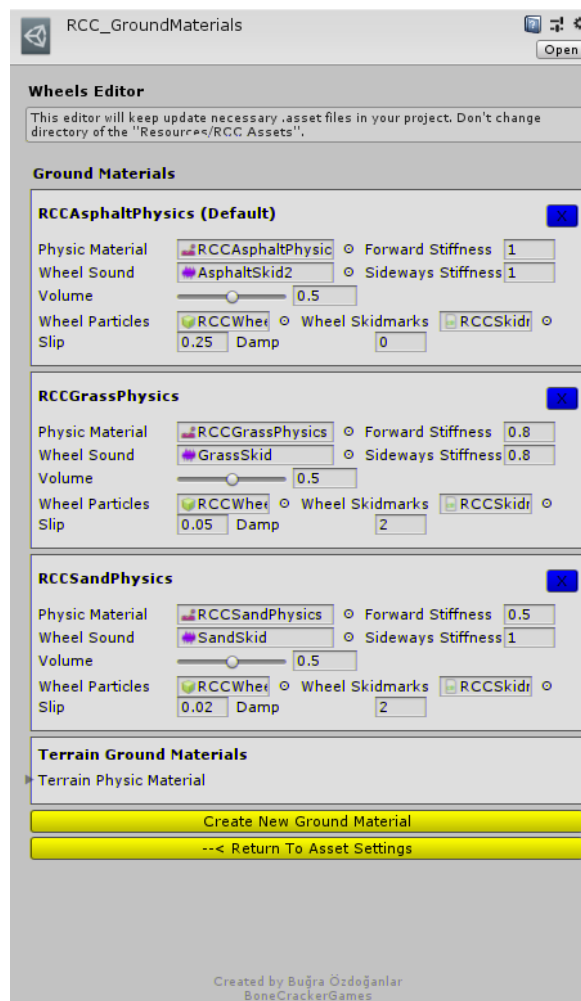 RCC_GroundMaterials
Open
Wheels Editor
This editor will keep update necessary .asset files in your project. Don't change
directory of the "Resources/RCC Assets".
Ground Materials
RCCAsphaltPhysics (Default)
X
Physic Material RCCAsphaltPhysic Forward Stiffness 1
Wheel Sound AsphaltSkid2 Sideways Stiffness 1
Volume 0.5
Wheel Particles RCCWhee Wheel Skidmarks RCCSkidr
Slip 0.25 Damp 0
RCCGrassPhysics
X
Physic Material RCCGrassPhysics Forward Stiffness 0.8
Wheel Sound GrassSkid Sideways Stiffness 0.8
Volume 0.5
Wheel Particles RCCWhee Wheel Skidmarks RCCSkidr
Slip 0.05 Damp 2
RCCSandPhysics
X
Physic Material RCCSandPhysics Forward Stiffness 0.5
Wheel Sound SandSkid Sideways Stiffness 1
Volume 0.5
Wheel Particles RCCWhee Wheel Skidmarks RCCSkidr
Slip 0.02 Damp 2
Terrain Ground Materials
Terrain Physic Material
Create New Ground Material
--< Return To Asset Settings
Created by Buğra Özdoğanlar
BoneCrackerGames